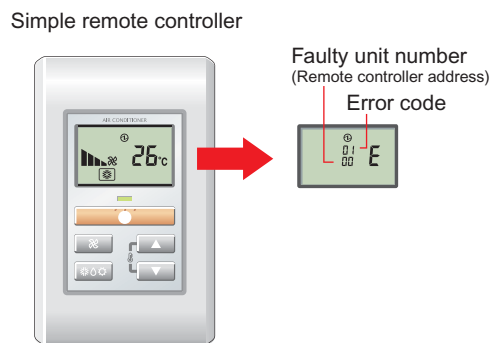 Simple remote controller
Faulty unit number
(Remote controller address)
Error code
AIR CONDITIONER
26°C
01
00 E